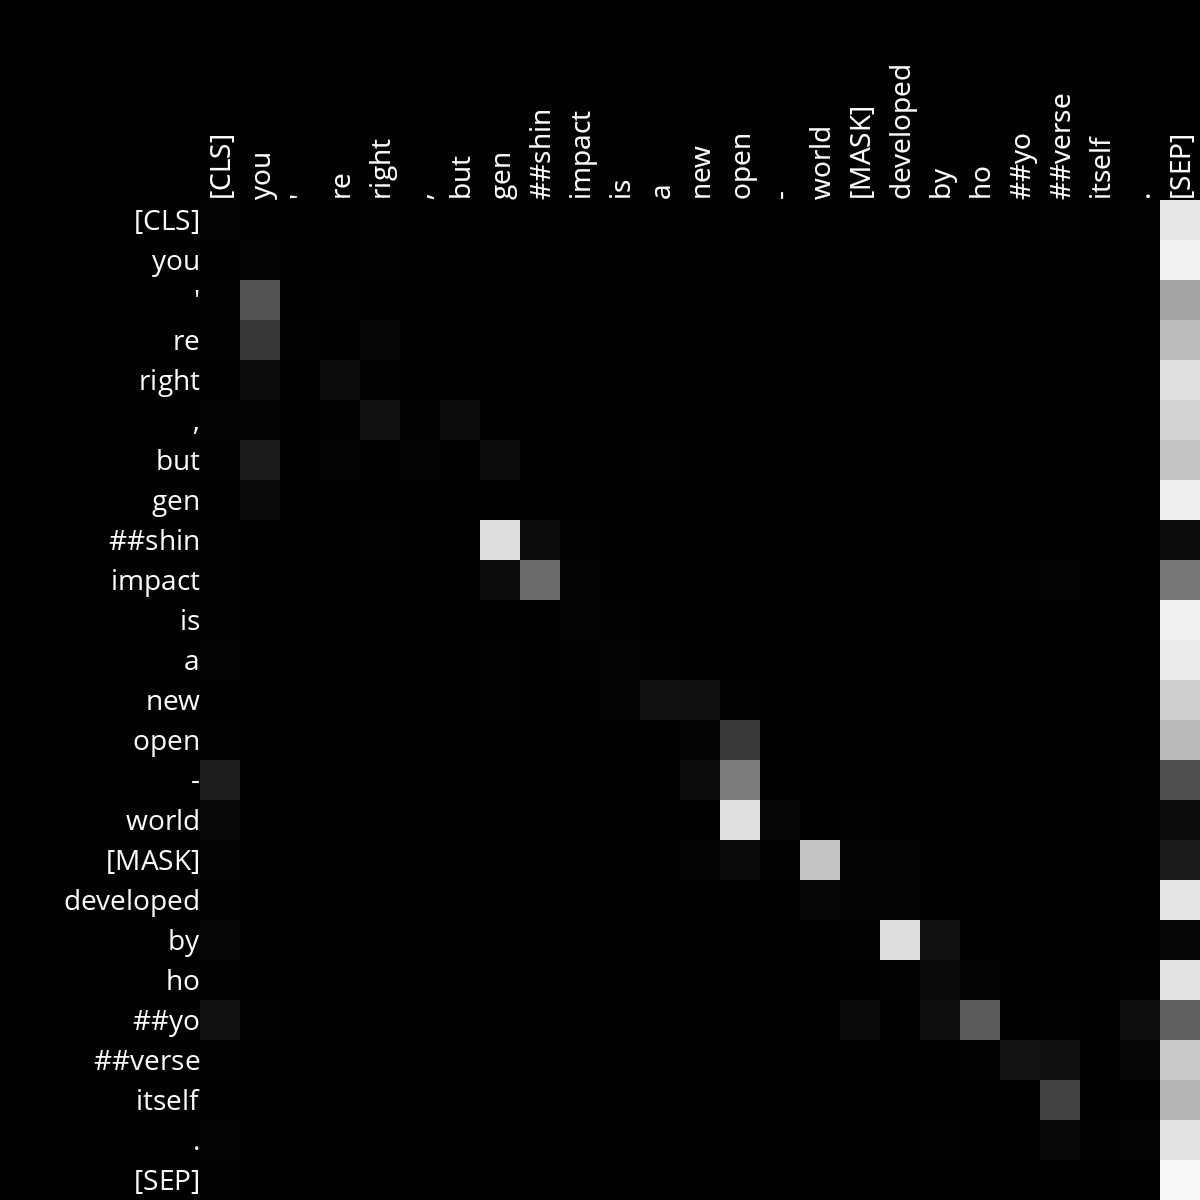 [CLS] you ' re right , but gen ##shin impact is a new open - world [MASK] developed by ho ##yo ##verse itself . [SEP]
[CLS]
you
'
re
right
,
but
gen
##shin
impact
is
a
new
open
-
world
[MASK]
developed
by
ho
##yo
##verse
itself
.
[SEP]